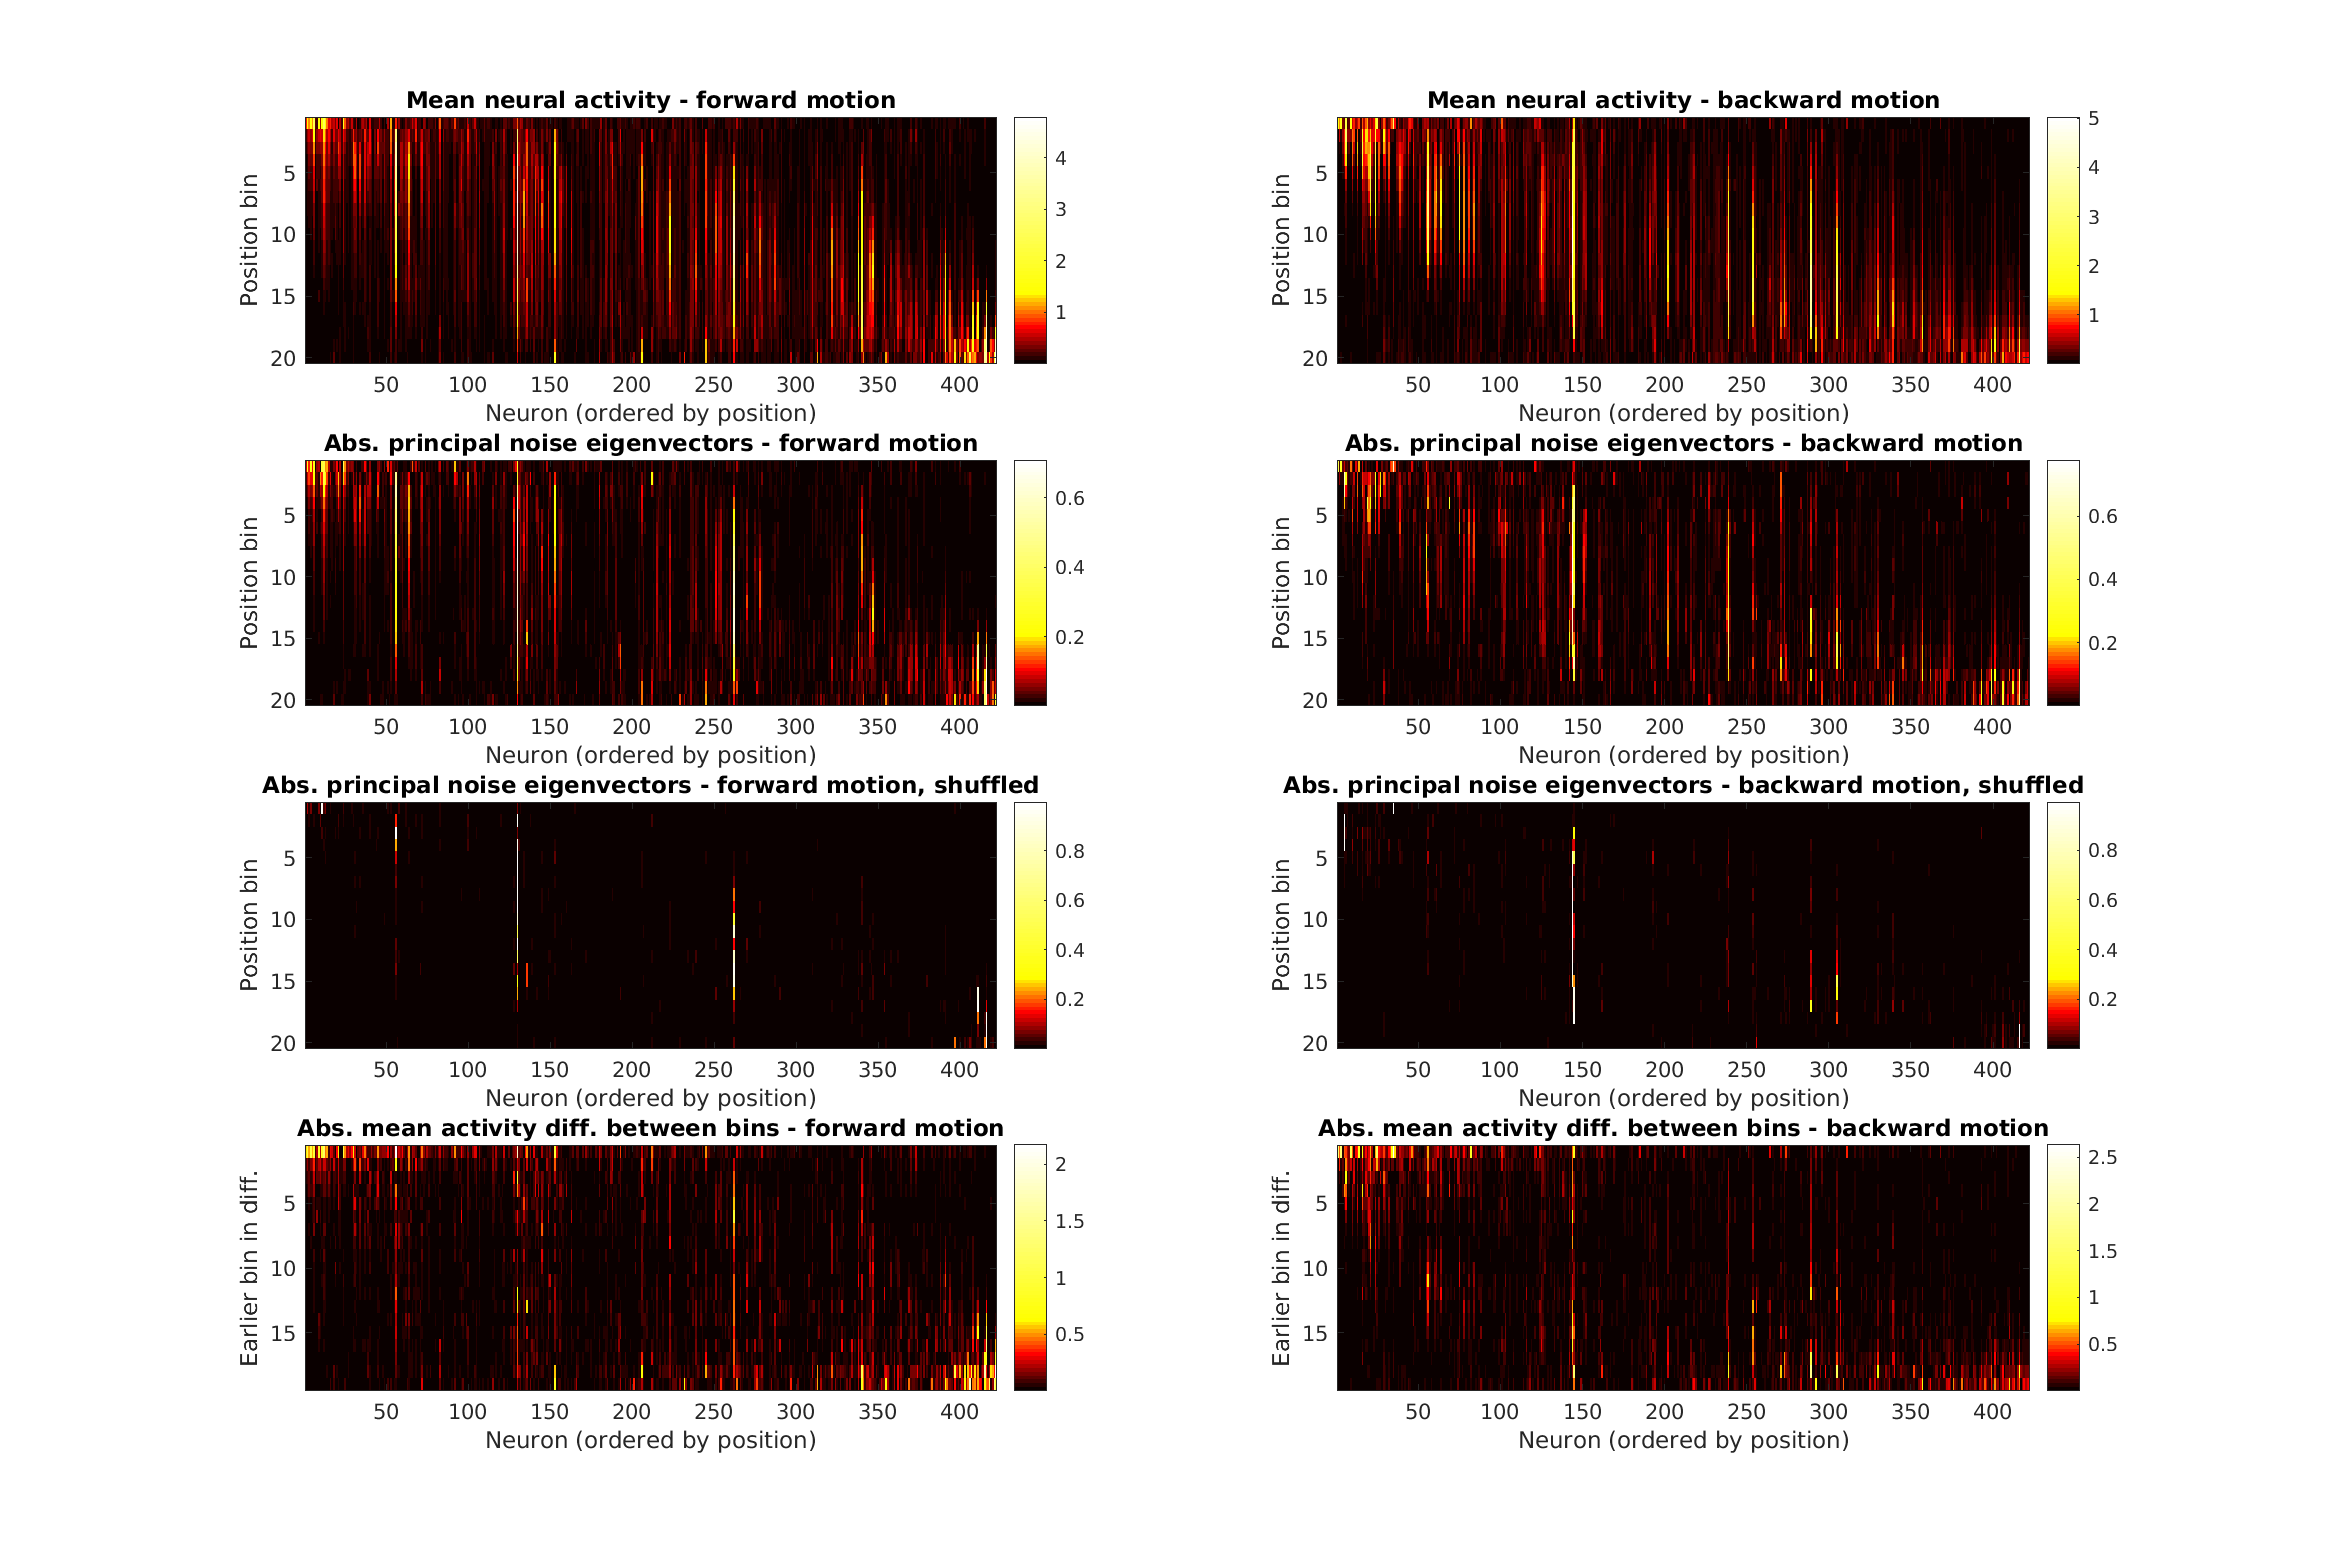 Mean neural activity - forward motion
Position bin
5
10
15
20
50 100 150 200 250 300 350 400
Neuron (ordered by position)
4
3
2
1
Mean neural activity - backward motion
Position bin
5
10
15
20
50 100 150 200 250 300 350 400
Neuron (ordered by position)
5
4
3
2
1
Abs. principal noise eigenvectors - forward motion
Position bin
5
10
15
20
50 100 150 200 250 300 350 400
Neuron (ordered by position)
0.6
0.4
0.2
Abs. principal noise eigenvectors - backward motion
Position bin
5
10
15
20
50 100 150 200 250 300 350 400
Neuron (ordered by position)
0.6
0.4
0.2
Abs. principal noise eigenvectors - forward motion, shuffled
Position bin
5
10
15
20
50 100 150 200 250 300 350 400
Neuron (ordered by position)
0.8
0.6
0.4
0.2
Abs. principal noise eigenvectors - backward motion, shuffled
Position bin
5
10
15
20
50 100 150 200 250 300 350 400
Neuron (ordered by position)
0.8
0.6
0.4
0.2
Abs. mean activity diff. between bins - forward motion
Earlier bin in diff.
5
10
15
50 100 150 200 250 300 350 400
Neuron (ordered by position)
2
1.5
1
0.5
Abs. mean activity diff. between bins - backward motion
Earlier bin in diff.
5
10
15
50 100 150 200 250 300 350 400
Neuron (ordered by position)
2.5
2
1.5
1
0.5